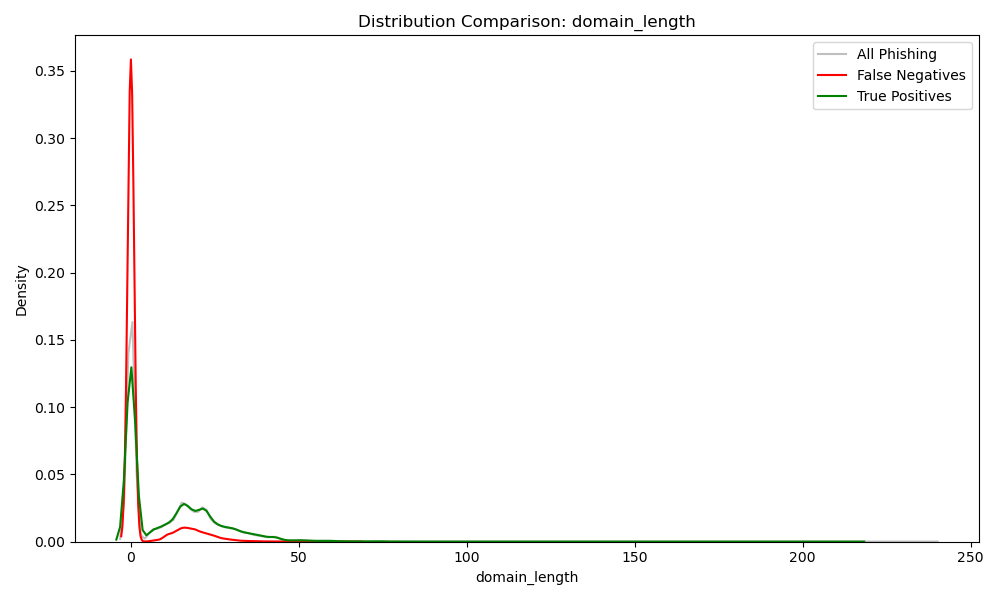 Distribution Comparison: domain_length
All Phishing
False Negatives
True Positives
Density
0.35
0.30
0.25
0.20
0.15
0.10
0.05
0.00
0 50 100 150 200 250
domain_length